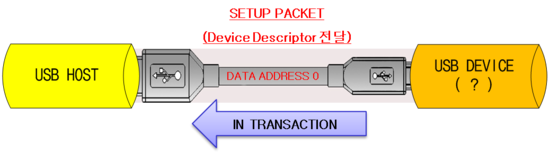 SETUP PACKET
(Device Descriptor 전달)
USB HOST
DATA ADDRESS 0
USB DEVICE
( ? )
IN TRANSACTION